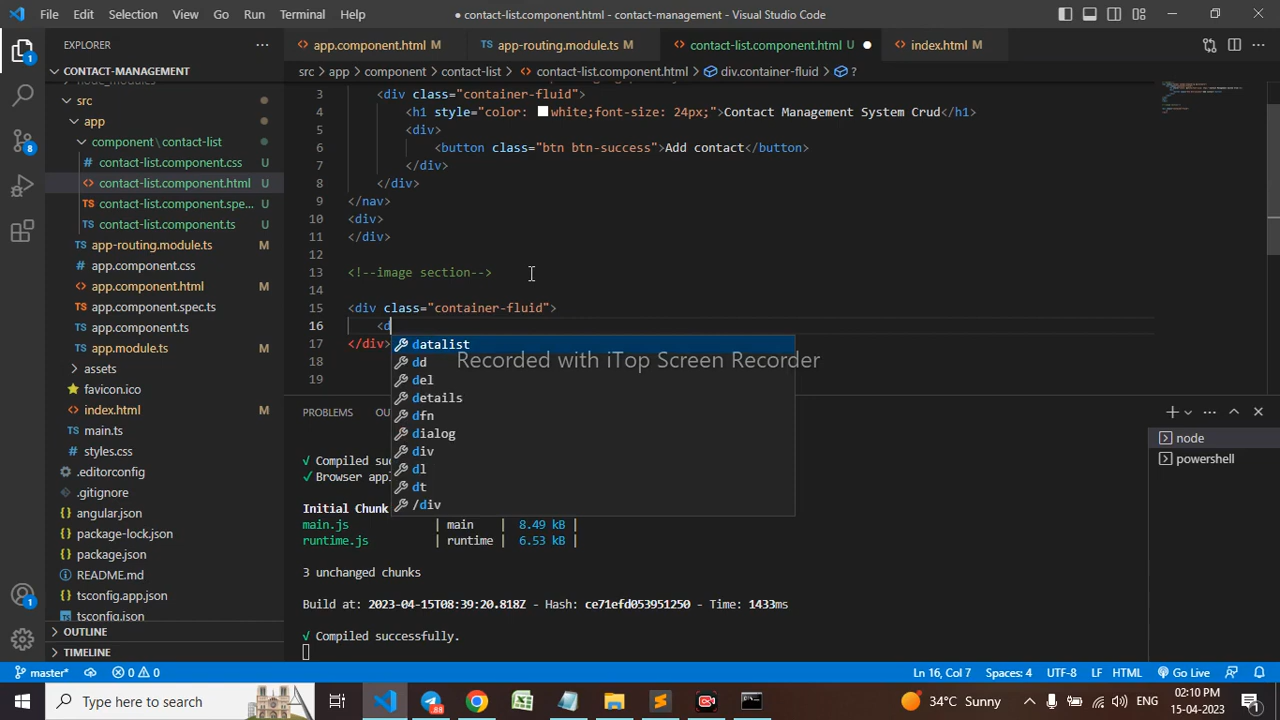 File Edit Selection View Go Run Terminal Help
● contact-list.component.html - contact-management - Visual Studio Code
EXPLORER
app.component.html M
app-routing.module.ts M
contact-list.component.html U ●
index.html M
CONTACT-MANAGEMENT
src > app > component > contact-list > contact-list.component.html > div.container-fluid > ?
node_modules
src
app
component\contact-list
contact-list.component.css U
contact-list.component.html U
contact-list.component.spe... U
contact-list.component.ts U
app-routing.module.ts M
app.component.css
app.component.html M
app.component.spec.ts
app.component.ts
app.module.ts M
assets
favicon.ico
index.html M
main.ts
styles.css
.editorconfig
.gitignore
angular.json
package-lock.json
package.json
README.md
tsconfig.app.json
tsconfig.json
OUTLINE
TIMELINE
3 <div class="container-fluid">
4 <h1 style="color: white;font-size: 24px;">Contact Management System Crud</h1>
5 <div>
6 <button class="btn btn-success">Add contact</button>
7 </div>
8 </div>
9 </nav>
10 <div>
11 </div>
12
13 <!--image section-->
14
15 <div class="container-fluid">
16 <d
17 </div>
18
19
datalist
dd
del
details
dfn
dialog
div
dl
dt
/div
Recorded with iTop Screen Recorder
PROBLEMS OU
node
powershell
√ Compiled suc
√ Browser appl
Initial Chunk
main.js | main | 8.49 kB |
runtime.js | runtime | 6.53 kB |
3 unchanged chunks
Build at: 2023-04-15T08:39:20.818Z - Hash: ce71efd053951250 - Time: 1433ms
√ Compiled successfully.
master* 0 0 Ln 16, Col 7 Spaces: 4 UTF-8 LF HTML Go Live
Type here to search
34°C Sunny
ENG
02:10 PM
15-04-2023